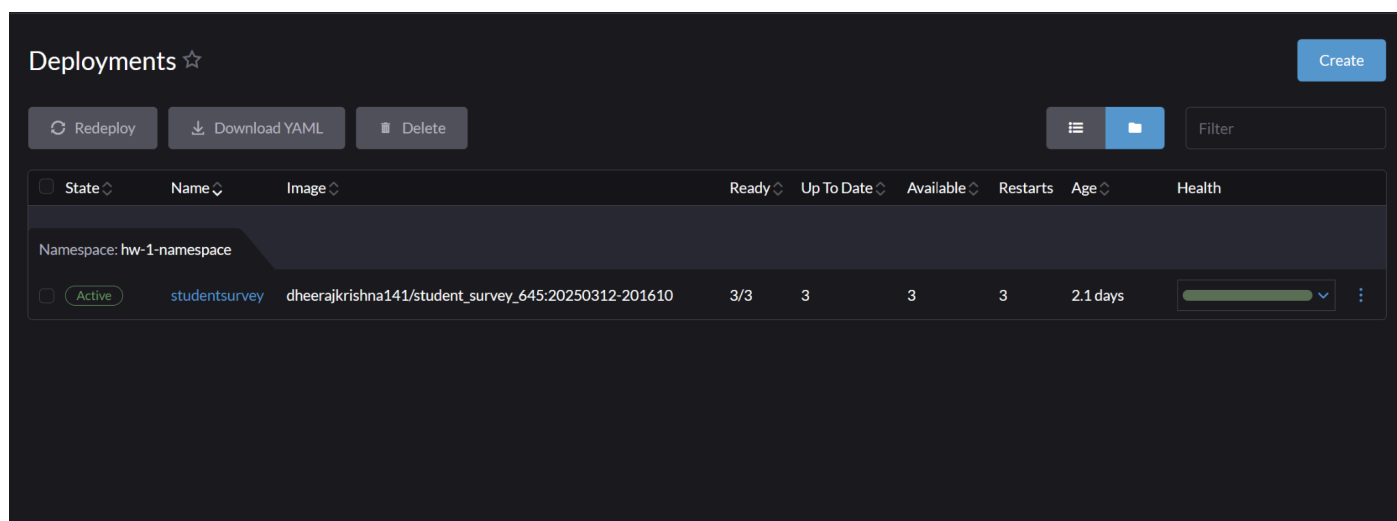 Deployments
Create
Redeploy Download YAML Delete Filter
State Name Image Ready Up To Date Available Restarts Age Health
Namespace: hw-1-namespace
Active studentsurvey dheerajkrishna141/student_survey_645:20250312-201610 3/3 3 3 3 2.1 days